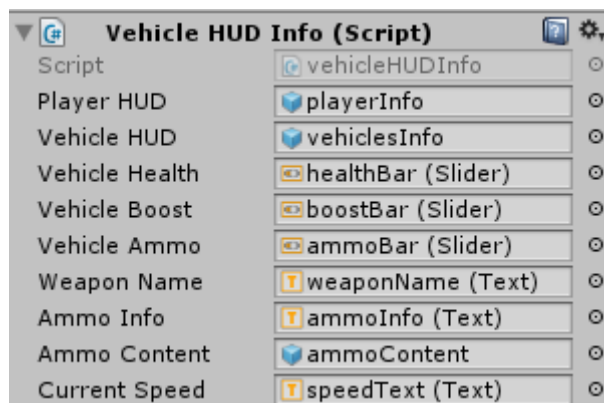 Vehicle HUD Info (Script)
Script vehicleHUDInfo
Player HUD playerInfo
Vehicle HUD vehiclesInfo
Vehicle Health healthBar (Slider)
Vehicle Boost boostBar (Slider)
Vehicle Ammo ammoBar (Slider)
Weapon Name weaponName (Text)
Ammo Info ammoInfo (Text)
Ammo Content ammoContent
Current Speed speedText (Text)